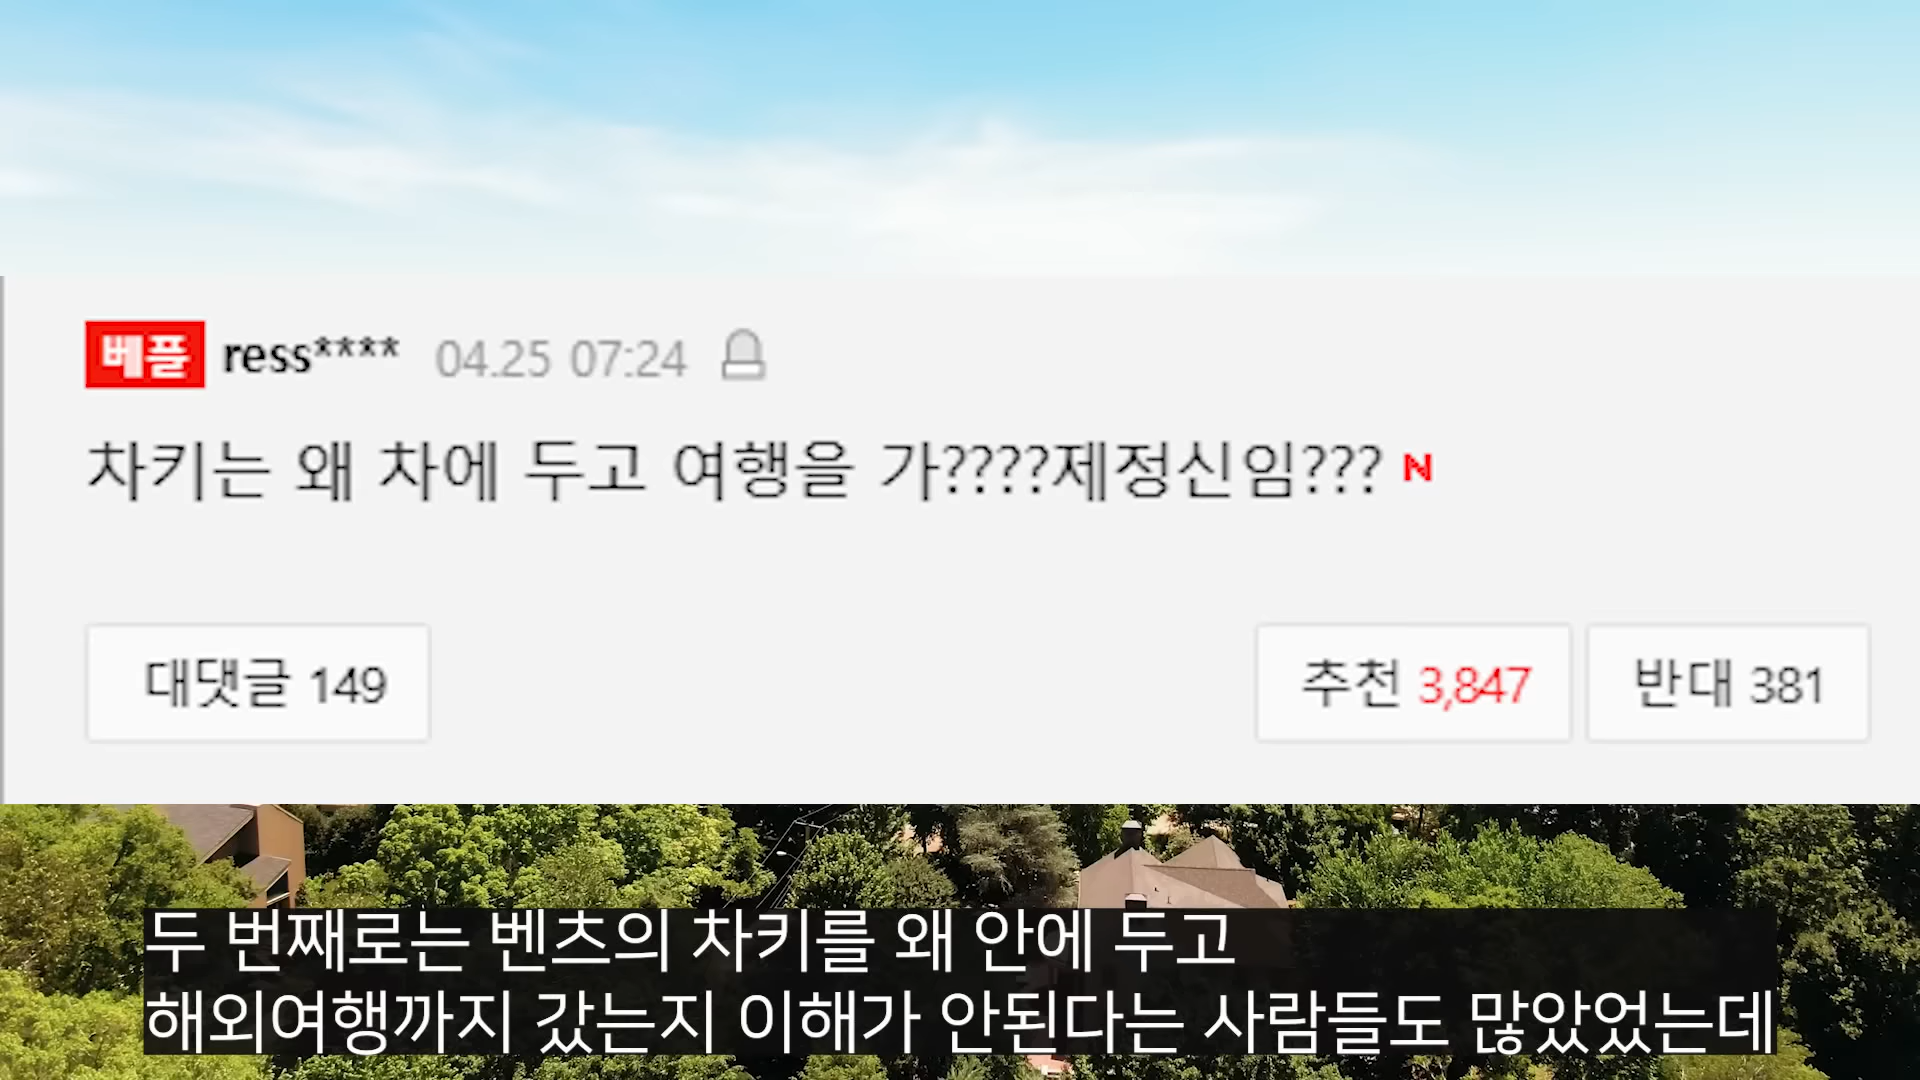 베플 ress**** 04.25 07:24
차키는 왜 차에 두고 여행을 가????제정신임??? N
대댓글 149
추천 3,847
반대 381
두 번째로는 벤츠의 차키를 왜 안에 두고
해외여행까지 갔는지 이해가 안된다는 사람들도 많았었는데